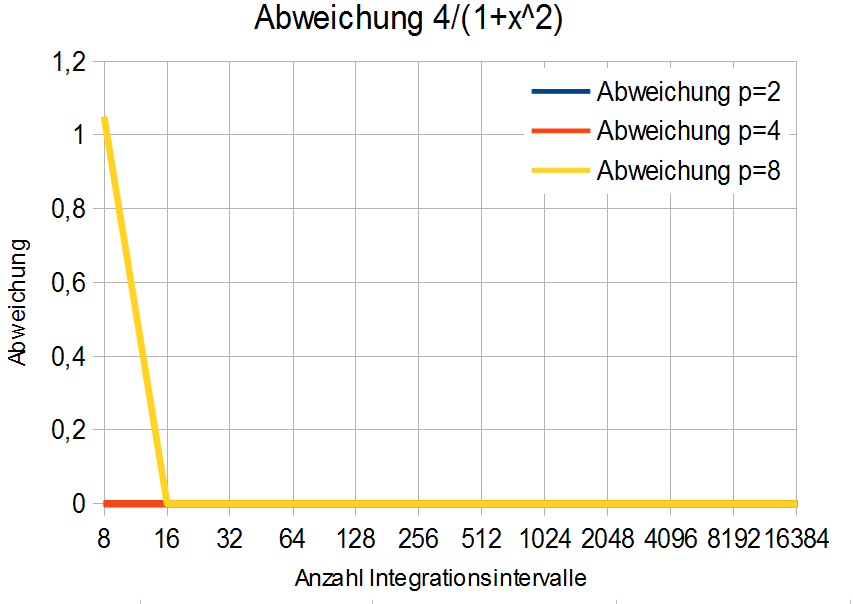 Abweichung 4/(1+x^2)
1,2
1
0,8
0,6
0,4
0,2
0
Abweichung
Abweichung p=2
Abweichung p=4
Abweichung p=8
8 16 32 64 128 256 512 1024 2048 4096 8192 16384
Anzahl Integrationsintervalle